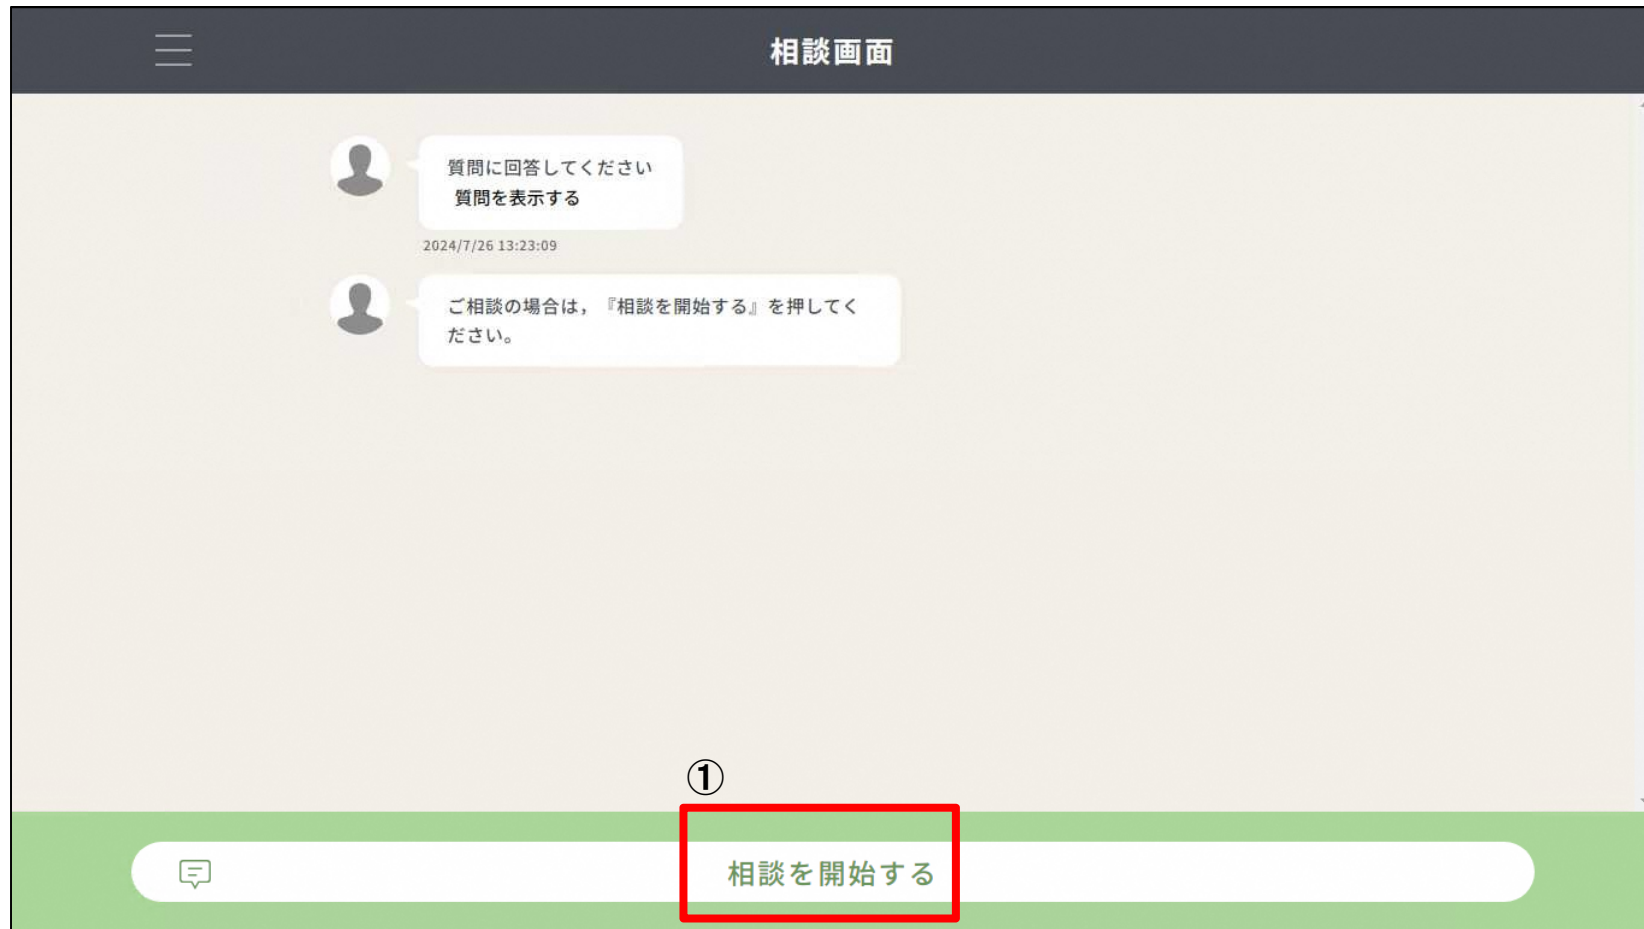 相談画面
質問に回答してください
質問を表示する
2024/7/26 13:23:09
ご相談の場合は，『相談を開始する』を押してく
ださい。
①
相談を開始する